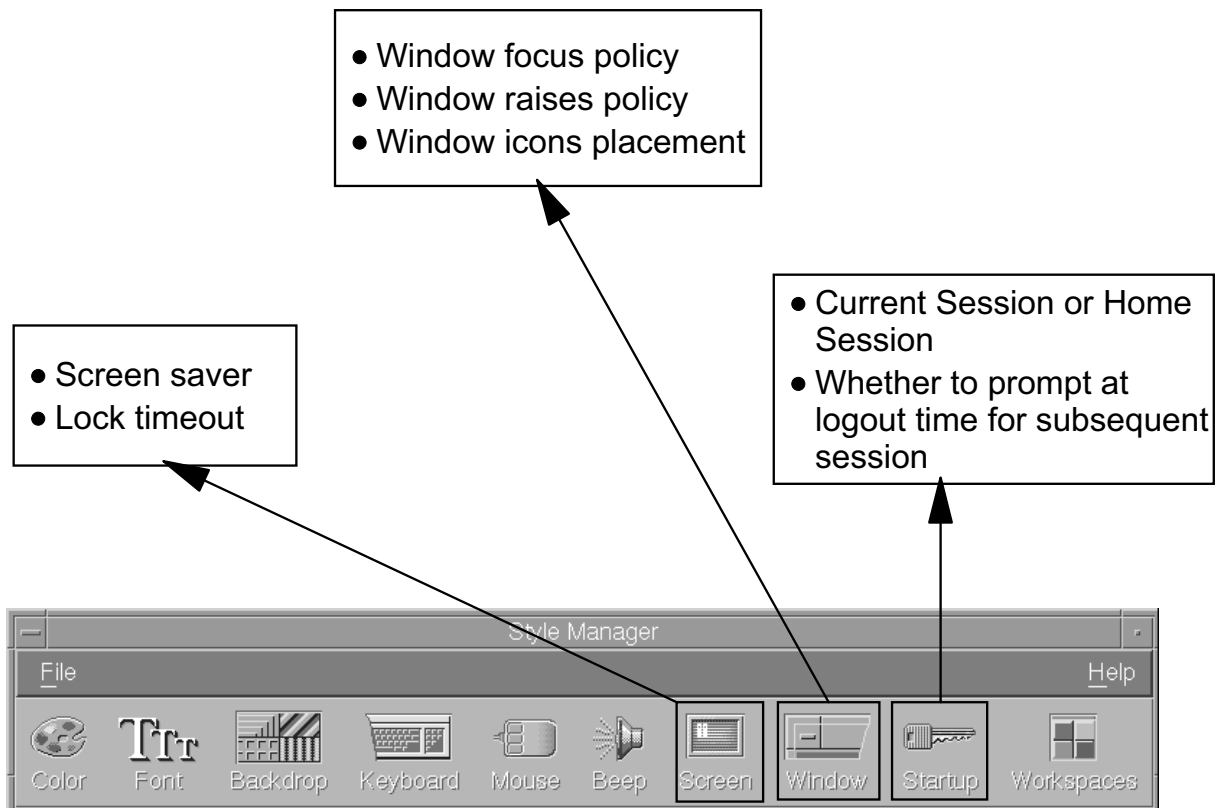 ● Window focus policy
● Window raises policy
● Window icons placement
● Current Session or Home
Session
● Whether to prompt at
logout time for subsequent
session
● Screen saver
● Lock timeout
Style Manager
File Help
TTT
Color Font Backdrop Keyboard Mouse Beep Screen Window Startup Workspaces